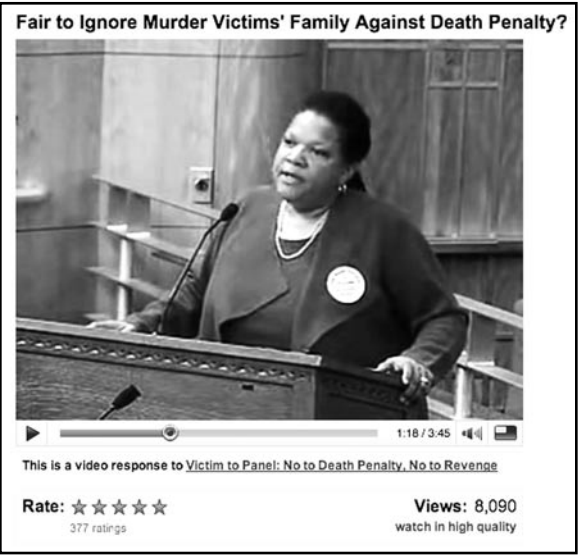 Fair to Ignore Murder Victims' Family Against Death Penalty?
1:18 / 3:45
This is a video response to Victim to Panel: No to Death Penalty, No to Revenge
Rate:
Views: 8,090
377 ratings
watch in high quality